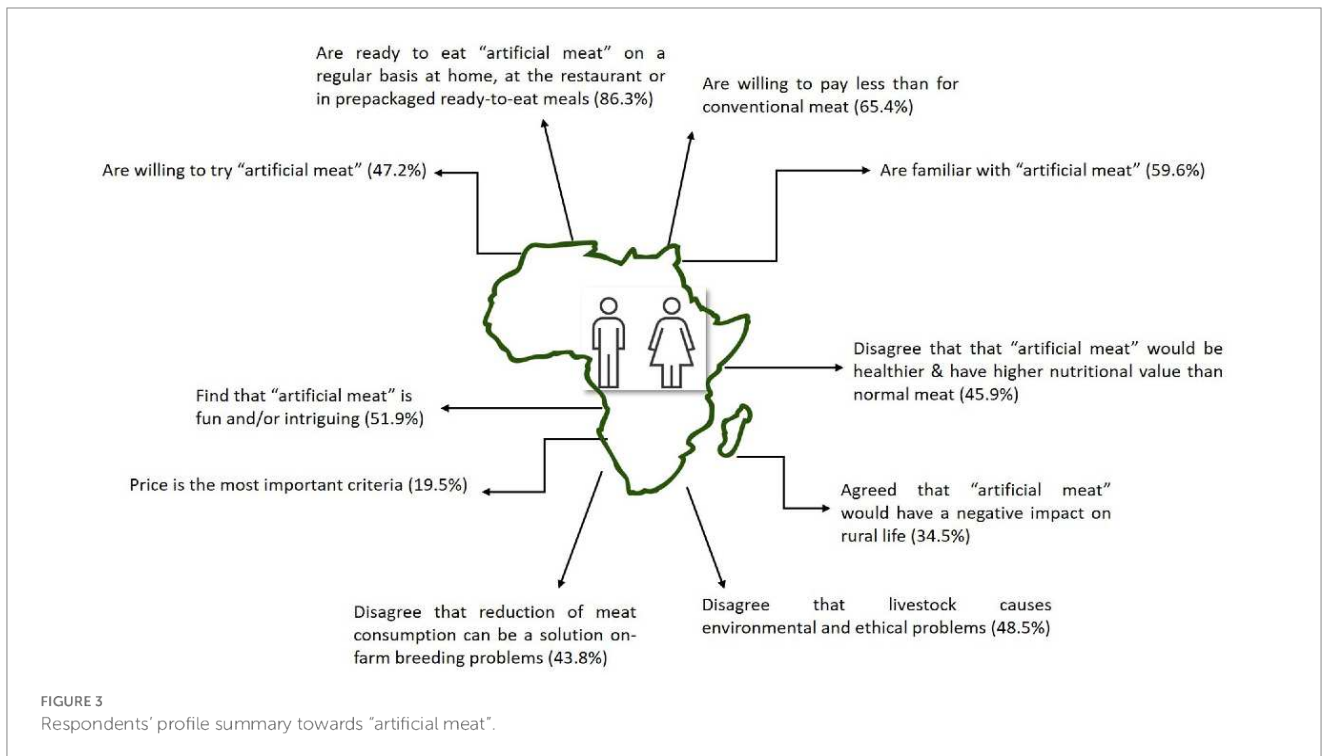 Are ready to eat “artificial meat” on a
regular basis at home, at the restaurant or
in prepackaged ready-to-eat meals (86.3%)
Are willing to pay less than for
conventional meat (65.4%)
Are willing to try “artificial meat” (47.2%)
Are familiar with “artificial meat” (59.6%)
Disagree that that “artificial meat” would be
healthier & have higher nutritional value than
normal meat (45.9%)
Find that “artificial meat” is
fun and/or intriguing (51.9%)
Price is the most important criteria (19.5%)
Agreed that “artificial meat”
would have a negative impact on
rural life (34.5%)
Disagree that reduction of meat
consumption can be a solution on-
farm breeding problems (43.8%)
Disagree that livestock causes
environmental and ethical problems (48.5%)
FIGURE 3
Respondents’ profile summary towards “artificial meat”.